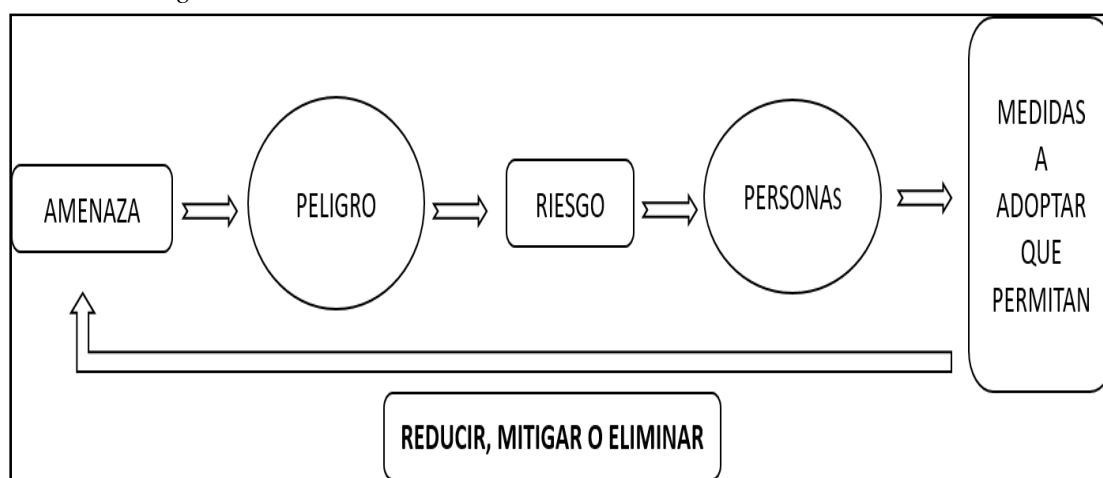 AMENAZA
PELIGRO
RIESGO
PERSONAS
MEDIDAS
A
ADOPTAR
QUE
PERMITAN
REDUCIR, MITIGAR O ELIMINAR